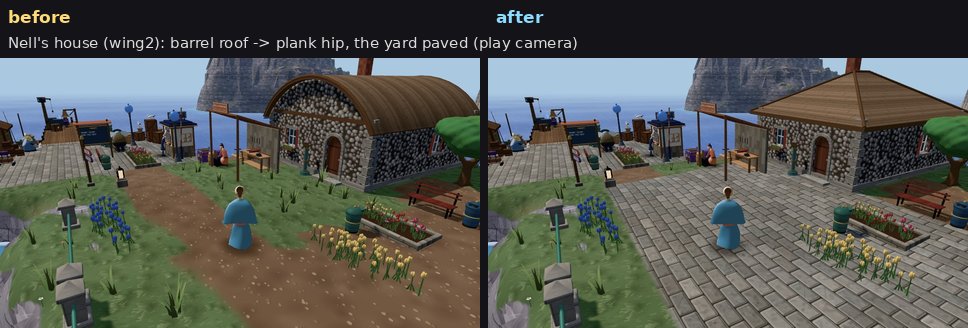 before
after
Nell's house (wing2): barrel roof -> plank hip, the yard paved (play camera)